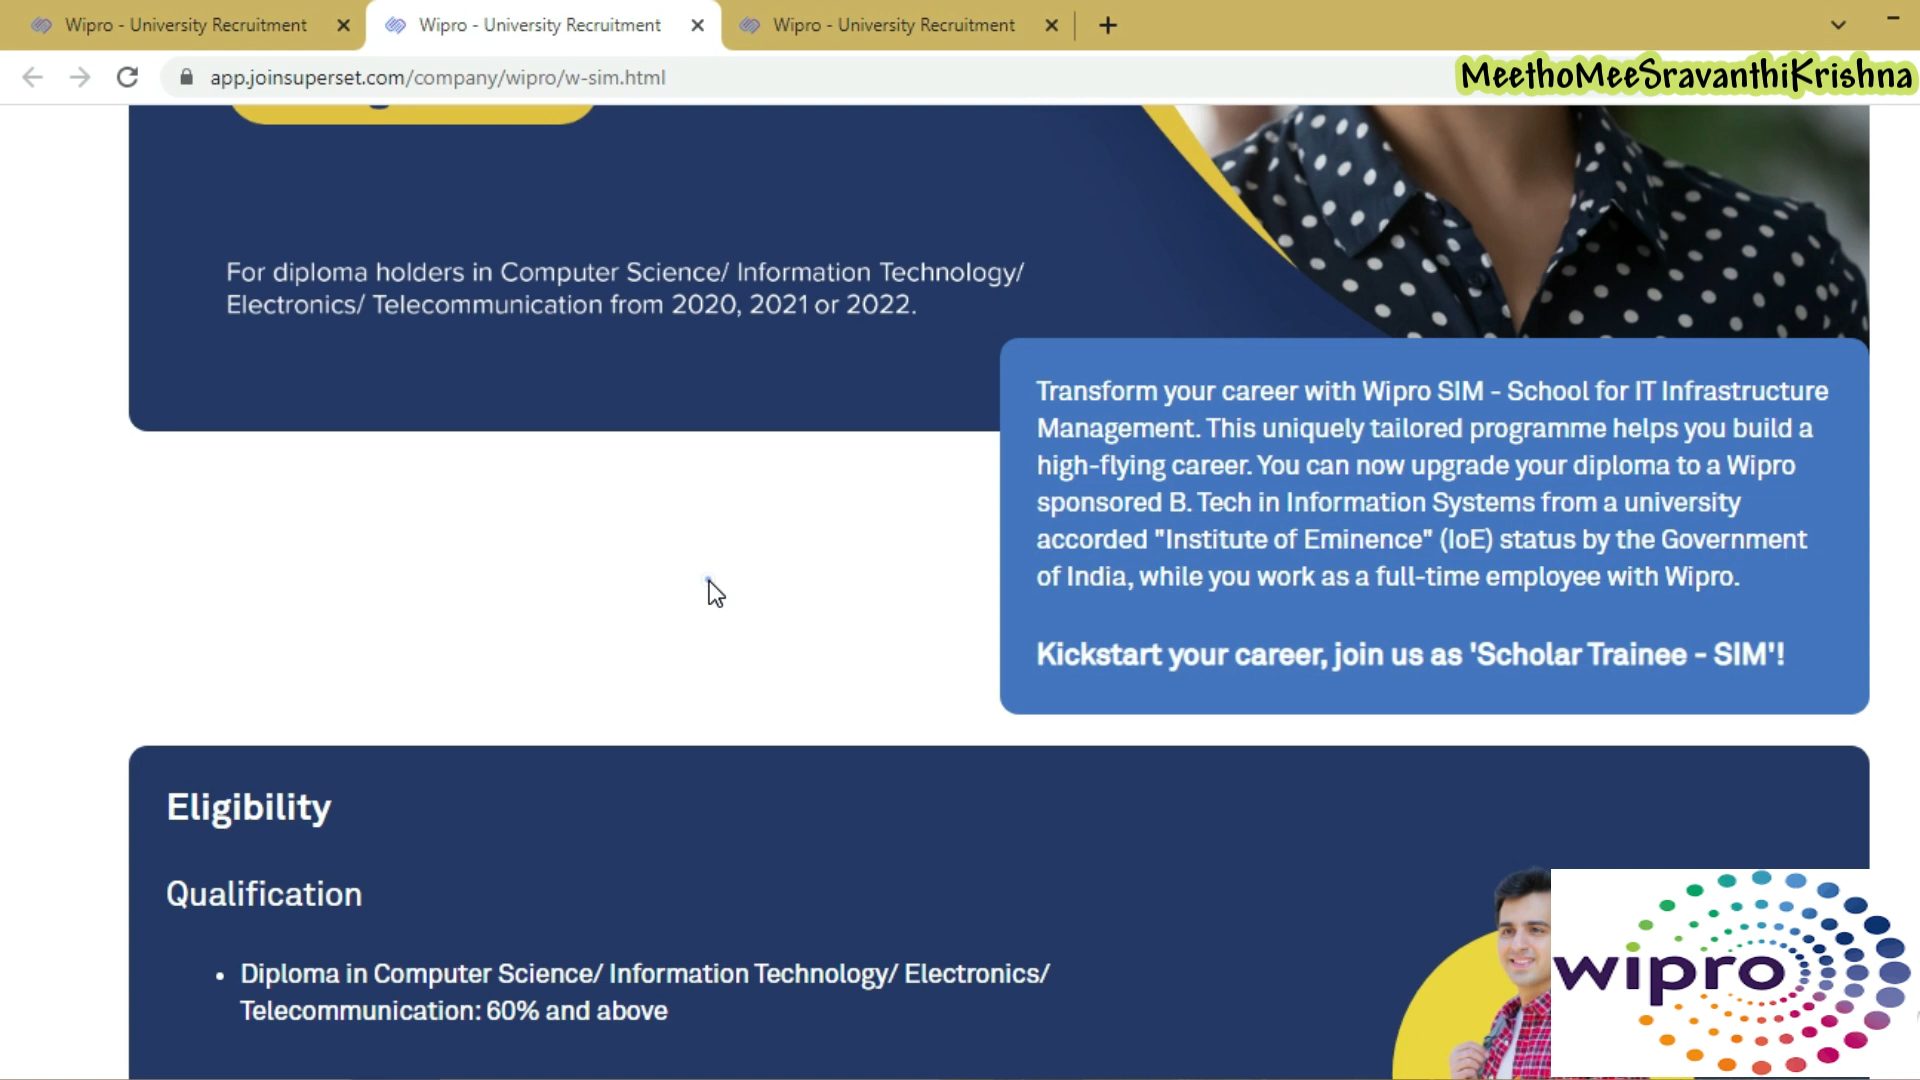 Wipro - University Recruitment
Wipro - University Recruitment
Wipro - University Recruitment
app.joinsuperset.com/company/wipro/w-sim.html
MeethoMeeSravanthiKrishna
For diploma holders in Computer Science/ Information Technology/
Electronics/ Telecommunication from 2020, 2021 or 2022.
Transform your career with Wipro SIM - School for IT Infrastructure
Management. This uniquely tailored programme helps you build a
high-flying career. You can now upgrade your diploma to a Wipro
sponsored B. Tech in Information Systems from a university
accorded "Institute of Eminence" (IoE) status by the Government
of India, while you work as a full-time employee with Wipro.
Kickstart your career, join us as 'Scholar Trainee - SIM'!
Eligibility
Qualification
• Diploma in Computer Science/ Information Technology/ Electronics/
Telecommunication: 60% and above
wipro